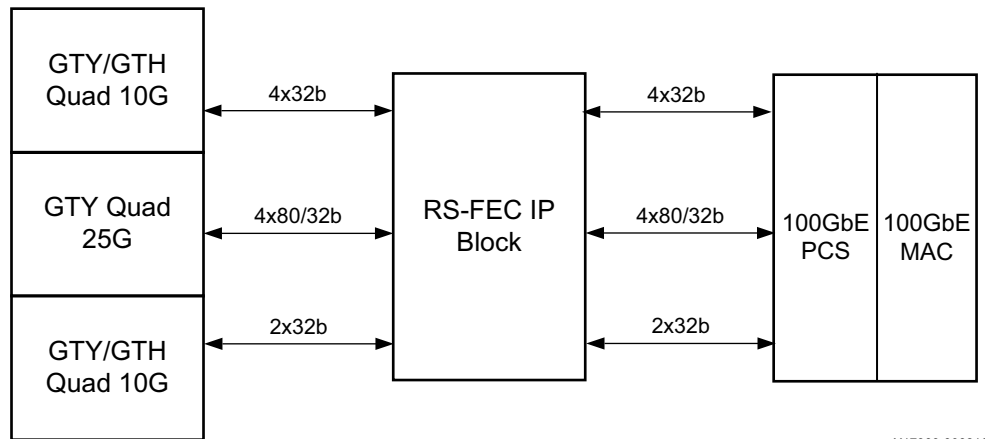 GTY/GTH
Quad 10G
4x32b
4x32b
GTY Quad
25G
4x80/32b
RS-FEC IP
Block
4x80/32b
100GbE
PCS
100GbE
MAC
2x32b
2x32b
GTY/GTH
Quad 10G